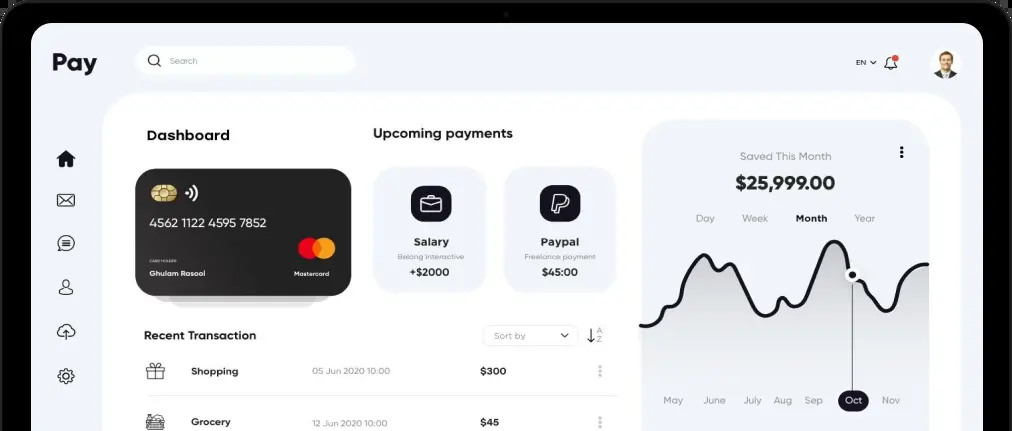 Pay
Search
EN
Dashboard
4562 1122 4595 7852
CARD HOLDER
Ghulam Rasool
Mastercard
Upcoming payments
Salary
Belong Interactive
+$2000
Paypal
Freelance payment
$45:00
Saved This Month
$25,999.00
Day Week Month Year
May June July Aug Sep Oct Nov
Recent Transaction
Sort by
A
Z
Shopping 05 Jun 2020 10:00 $300
Grocery 12 Jun 2020 10:00 $45